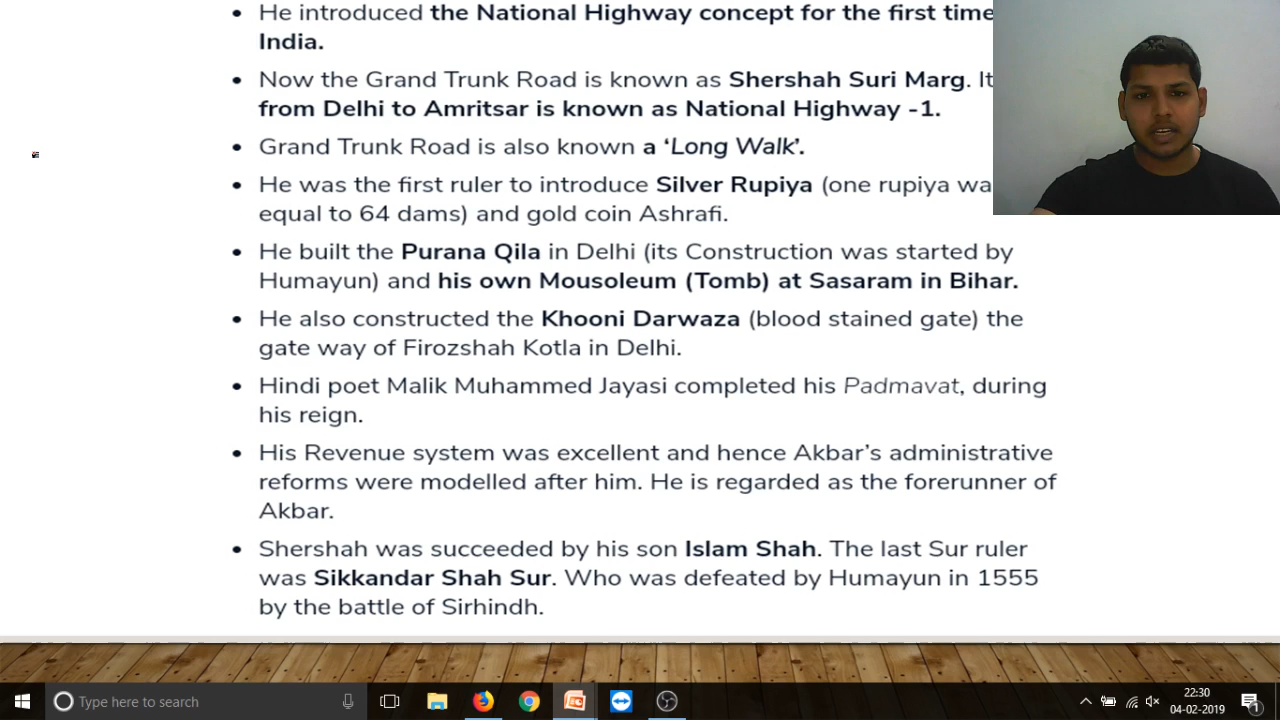 He introduced the National Highway concept for the first time
India.
Now the Grand Trunk Road is known as Shershah Suri Marg. It
from Delhi to Amritsar is known as National Highway -1.
Grand Trunk Road is also known a ‘Long Walk’.
He was the first ruler to introduce Silver Rupiya (one rupiya wa
equal to 64 dams) and gold coin Ashrafi.
He built the Purana Qila in Delhi (its Construction was started by
Humayun) and his own Mousoleum (Tomb) at Sasaram in Bihar.
He also constructed the Khooni Darwaza (blood stained gate) the
gate way of Firozshah Kotla in Delhi.
Hindi poet Malik Muhammed Jayasi completed his Padmavat, during
his reign.
His Revenue system was excellent and hence Akbar’s administrative
reforms were modelled after him. He is regarded as the forerunner of
Akbar.
Shershah was succeeded by his son Islam Shah. The last Sur ruler
was Sikkandar Shah Sur. Who was defeated by Humayun in 1555
by the battle of Sirhindh.
Type here to search
22:30
04-02-2019
1